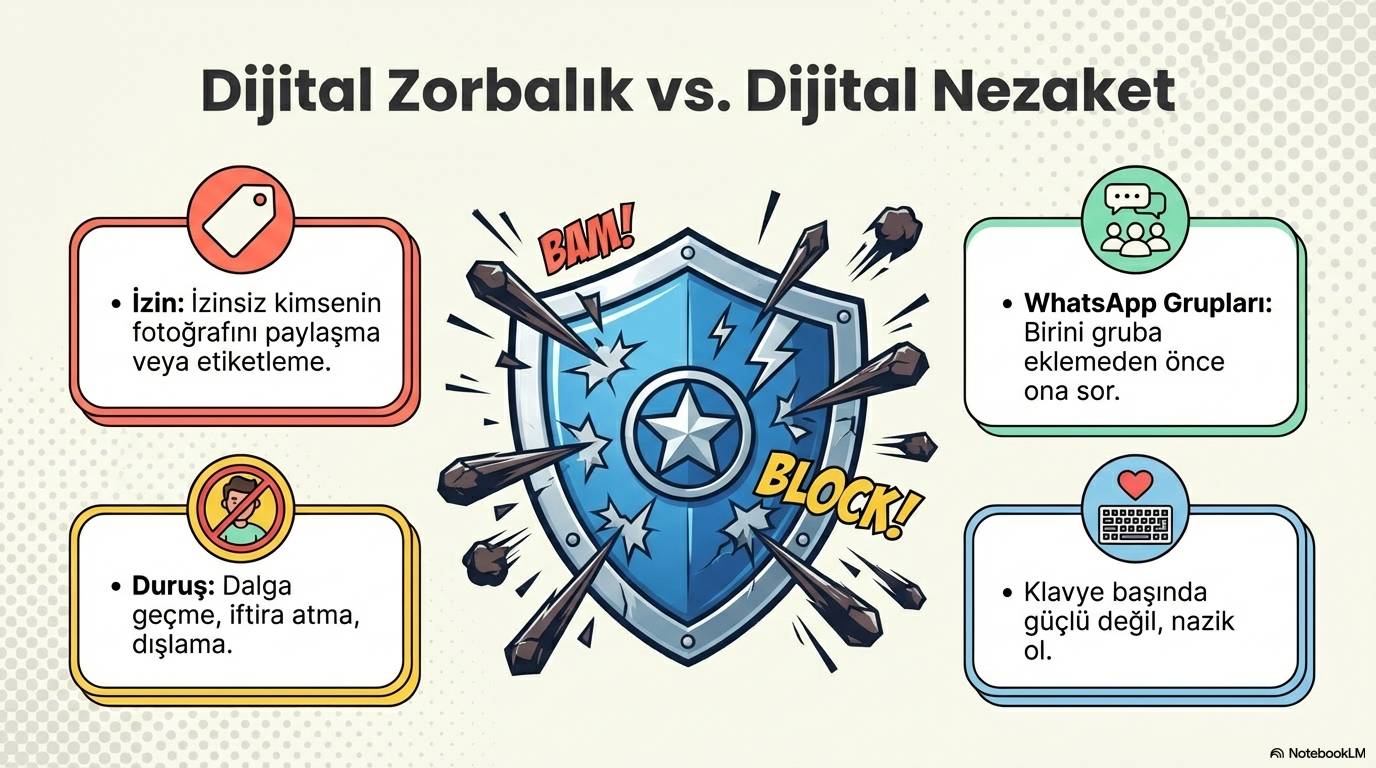 Dijital Zorbalık vs. Dijital Nezaket
• İzin: İzinsiz kimsenin
fotoğrafını paylaşma
veya etiketleme.
• Duruş: Dalga
geçme, iftira atma,
dışlama.
BAM!
BLOCK!
• WhatsApp Grupları:
Birini gruba
eklemeden önce
ona sor.
• Klavye başında
güçlü değil, nazik
ol.
NotebookLM